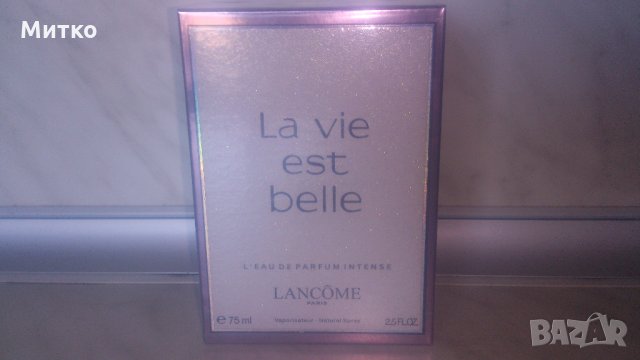 Митко
La vie
est
belle
L'EAU DE PARFUM INTENSE
LANCÔME
PARIS
e 75 ml Vaporisateur - Natural Spray 2.5 FL.OZ.
BAZAR